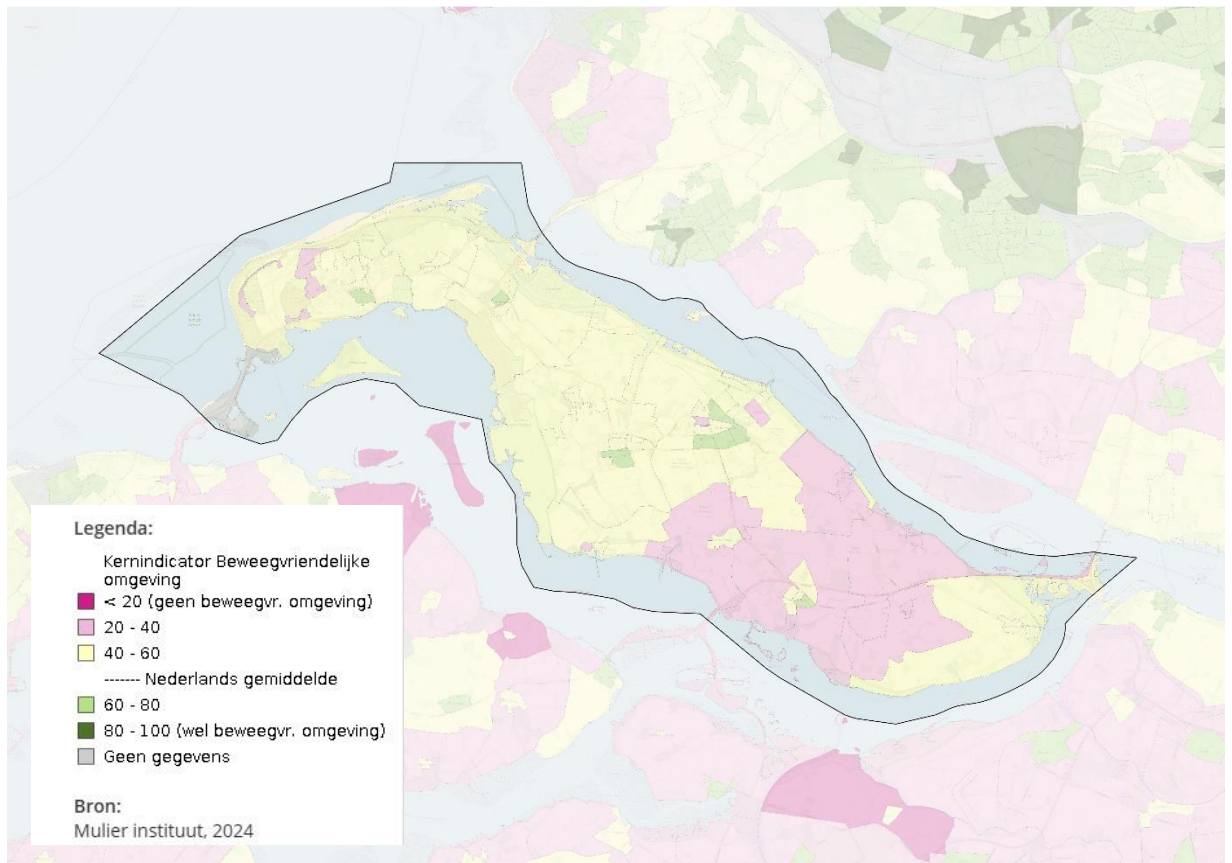 Legenda:
Kernindicator Beweegvriendelijke
omgeving
< 20 (geen beweegvr. omgeving)
20 - 40
40 - 60
------- Nederlands gemiddelde
60 - 80
80 - 100 (wel beweegvr. omgeving)
Geen gegevens
Bron:
Mulier instituut, 2024